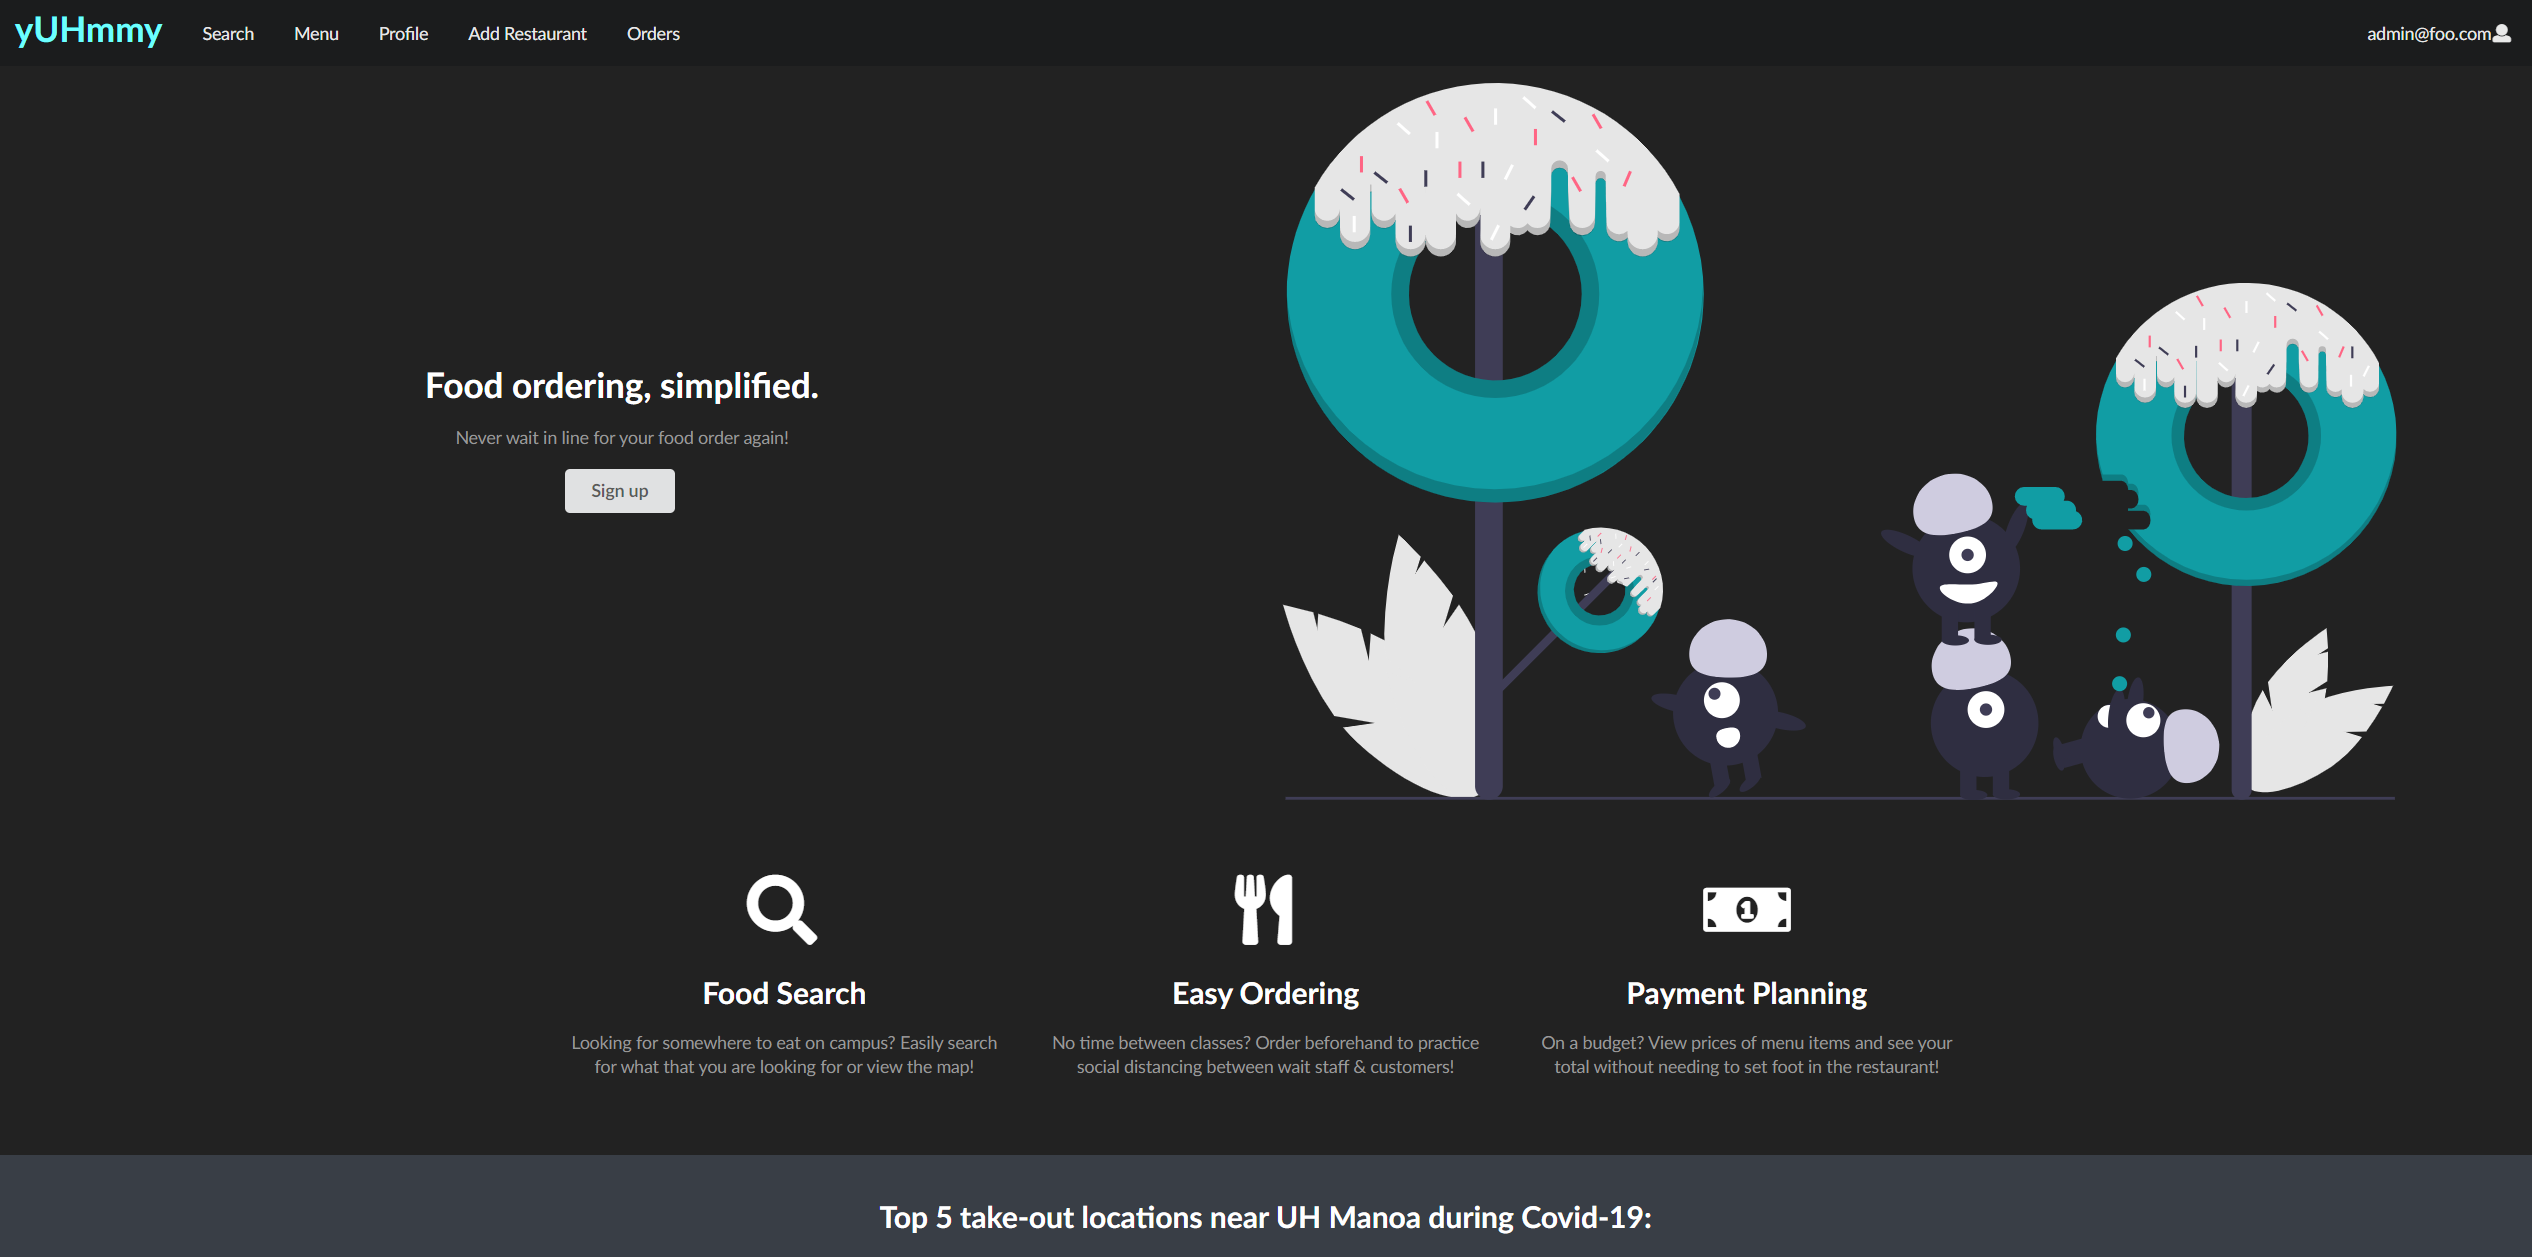 yUHmmy Search Menu Profile Add Restaurant Orders admin@foo.com
Food ordering, simplified.
Never wait in line for your food order again!
Sign up
1
Food Search
Looking for somewhere to eat on campus? Easily search
for what that you are looking for or view the map!
Easy Ordering
No time between classes? Order beforehand to practice
social distancing between wait staff & customers!
Payment Planning
On a budget? View prices of menu items and see your
total without needing to set foot in the restaurant!
Top 5 take-out locations near UH Manoa during Covid-19: